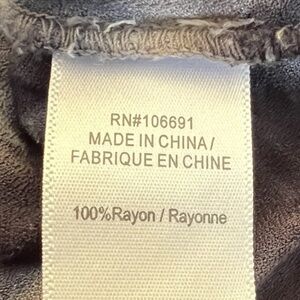 RN#106691
MADE IN CHINA/
FABRIQUE EN CHINE
100%Rayon / Rayonne